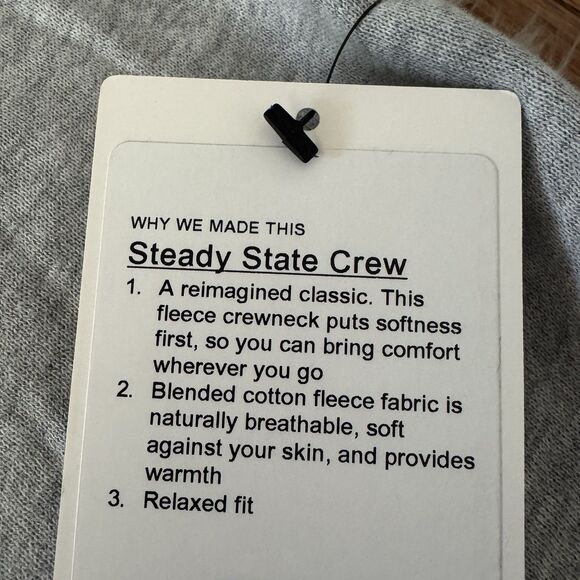 WHY WE MADE THIS
Steady State Crew
1. A reimagined classic. This
fleece crewneck puts softness
first, so you can bring comfort
wherever you go
2. Blended cotton fleece fabric is
naturally breathable, soft
against your skin, and provides
warmth
3. Relaxed fit